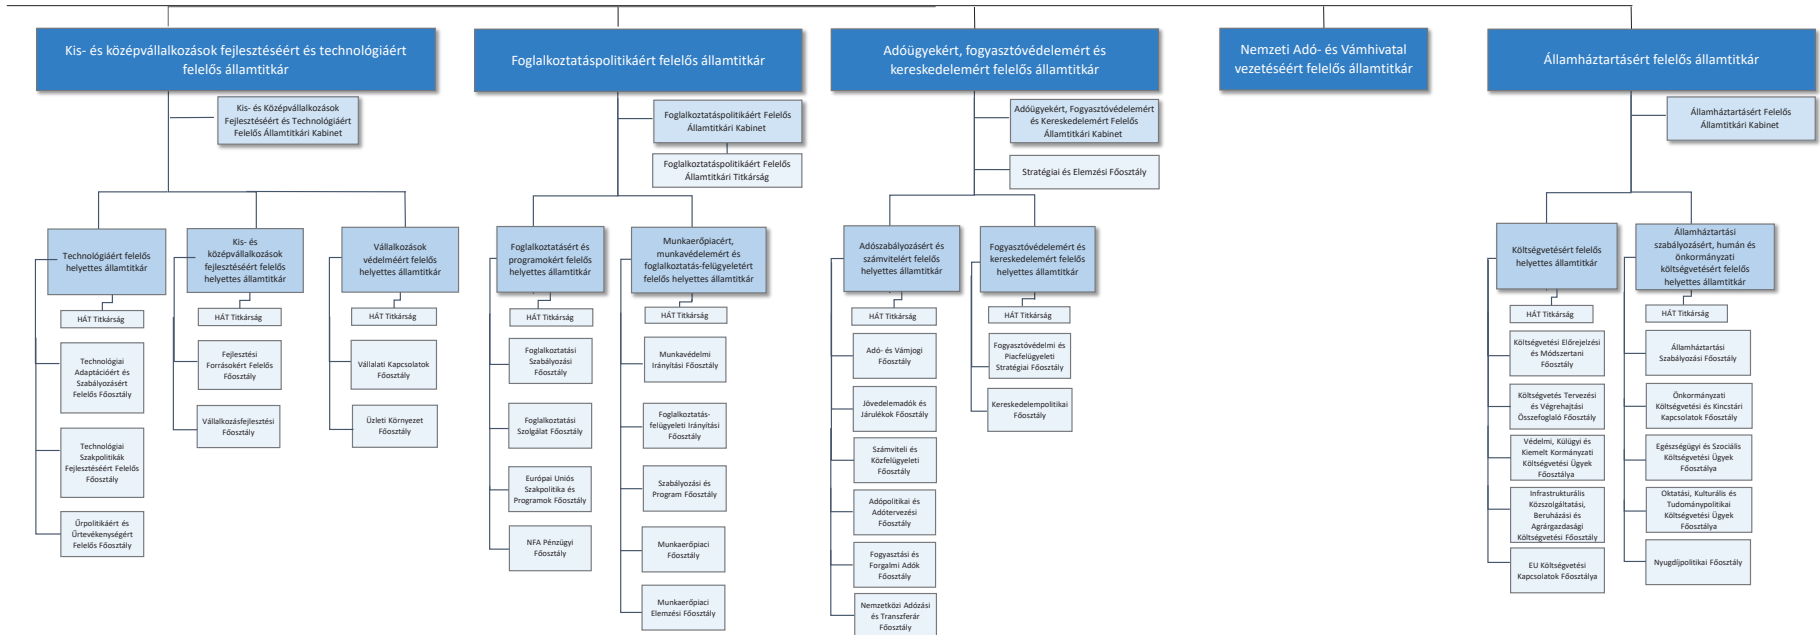 Kis- és középvállalkozások fejlesztéséért és technológiáért
felelős államtitkár
Kis- és Középvállalkozások
Fejlesztéséért és Technológiáért
Felelős Államtitkári Kabinet
Technológiáért felelős
helyettes államtitkár
HÁT Titkárság
Technológiai
Adaptációért és
Szabályozásért
Felelős Főosztály
Technológiai
Szakpolitikák
Fejlesztéséért Felelős
Főosztály
Űrpolitikáért és
Űrtevékenységért
Felelős Főosztály
Kis- és
középvállalkozások
fejlesztéséért felelős
helyettes államtitkár
HÁT Titkárság
Fejlesztési
Forrásokért Felelős
Főosztály
Vállalkozásfejlesztési
Főosztály
Vállalkozások
védelméért felelős
helyettes államtitkár
HÁT Titkárság
Vállalati Kapcsolatok
Főosztály
Üzleti Környezet
Főosztály
Foglalkoztatáspolitikáért felelős államtitkár
Foglalkoztatáspolitikáért Felelős
Államtitkári Kabinet
Foglalkoztatáspolitikáért Felelős
Államtitkári Titkárság
Foglalkoztatásért és
programokért felelős
helyettes államtitkár
HÁT Titkárság
Foglalkoztatási
Szabályozási
Főosztály
Foglalkoztatási
Szolgálat Főosztály
Európai Uniós
Szakpolitika és
Programok Főosztály
NFA Pénzügyi
Főosztály
Munkaerőpiacért,
munkavédelemért és
foglalkoztatás-felügyeletért
felelős helyettes államtitkár
HÁT Titkárság
Munkavédelmi
Irányítási Főosztály
Foglalkoztatás-
felügyeleti Irányítási
Főosztály
Szabályozási és
Program Főosztály
Munkaerőpiaci
Főosztály
Munkaerőpiaci
Elemzési Főosztály
Adóügyekért, fogyasztóvédelemért és
kereskedelemért felelős államtitkár
Adóügyekért, Fogyasztóvédelemért
és Kereskedelemért Felelős
Államtitkári Kabinet
Stratégiai és Elemzési Főosztály
Adószabályozásért és
számvitelért felelős
helyettes államtitkár
HÁT Titkárság
Adó- és Vámjogi
Főosztály
Jövedelemadók és
Járulékok Főosztály
Számviteli és
Közfelügyeleti
Főosztály
Adópolitikai és
Adótervezési
Főosztály
Fogyasztási és
Forgalmi Adók
Főosztály
Nemzetközi Adózási
és Transzferár
Főosztály
Fogyasztóvédelemért és
kereskedelemért felelős
helyettes államtitkár
HÁT Titkárság
Fogyasztóvédelmi és
Piacfelügyeleti
Stratégiai Főosztály
Kereskedelempolitikai
Főosztály
Nemzeti Adó- és Vámhivatal
vezetéséért felelős államtitkár
Államháztartásért felelős államtitkár
Államháztartásért Felelős
Államtitkári Kabinet
Költségvetésért felelős
helyettes államtitkár
HÁT Titkárság
Költségvetési Előrejelzési
és Módszertani
Főosztály
Költségvetés Tervezési
és Végrehajtási
Összefoglaló Főosztály
Védelmi, Külügyi és
Kiemelt Kormányzati
Költségvetési Ügyek
Főosztálya
Infrastrukturális
Közszolgáltatási,
Beruházási és
Agrárgazdasági
Költségvetési Főosztály
EU Költségvetési
Kapcsolatok Főosztálya
Államháztartási
szabályozásért, humán és
önkormányzati
költségvetésért felelős
helyettes államtitkár
HÁT Titkárság
Államháztartási
Szabályozási Főosztály
Önkormányzati
Költségvetési és Kincstári
Kapcsolatok Főosztály
Egészségügyi és Szociális
Költségvetési Ügyek
Főosztálya
Oktatási, Kulturális és
Tudománypolitikai
Költségvetési Ügyek
Főosztálya
Nyugdíjpolitikai Főosztály